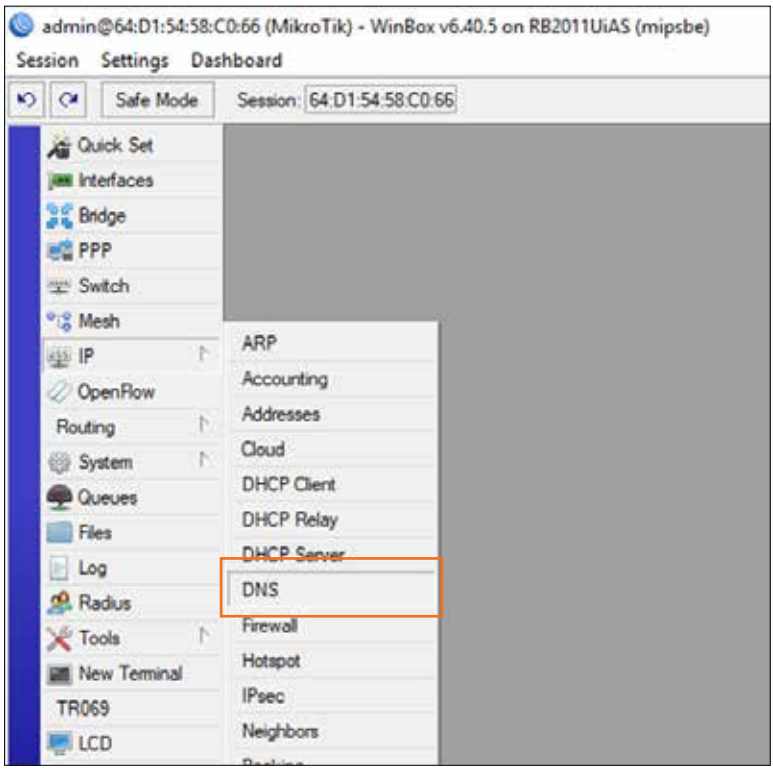 admin@64:D1:54:58:C0:66 (MikroTik) - WinBox v6.40.5 on RB2011UiAS (mipsbe)
Session Settings Dashboard
Safe Mode Session: 64:D1:54:58:C0:66
Quick Set
Interfaces
Bridge
PPP
Switch
Mesh
IP
OpenFlow
Routing
System
Queues
Files
Log
Radius
Tools
New Terminal
TR069
LCD
ARP
Accounting
Addresses
Cloud
DHCP Client
DHCP Relay
DHCP Server
DNS
Firewall
Hotspot
IPsec
Neighbors